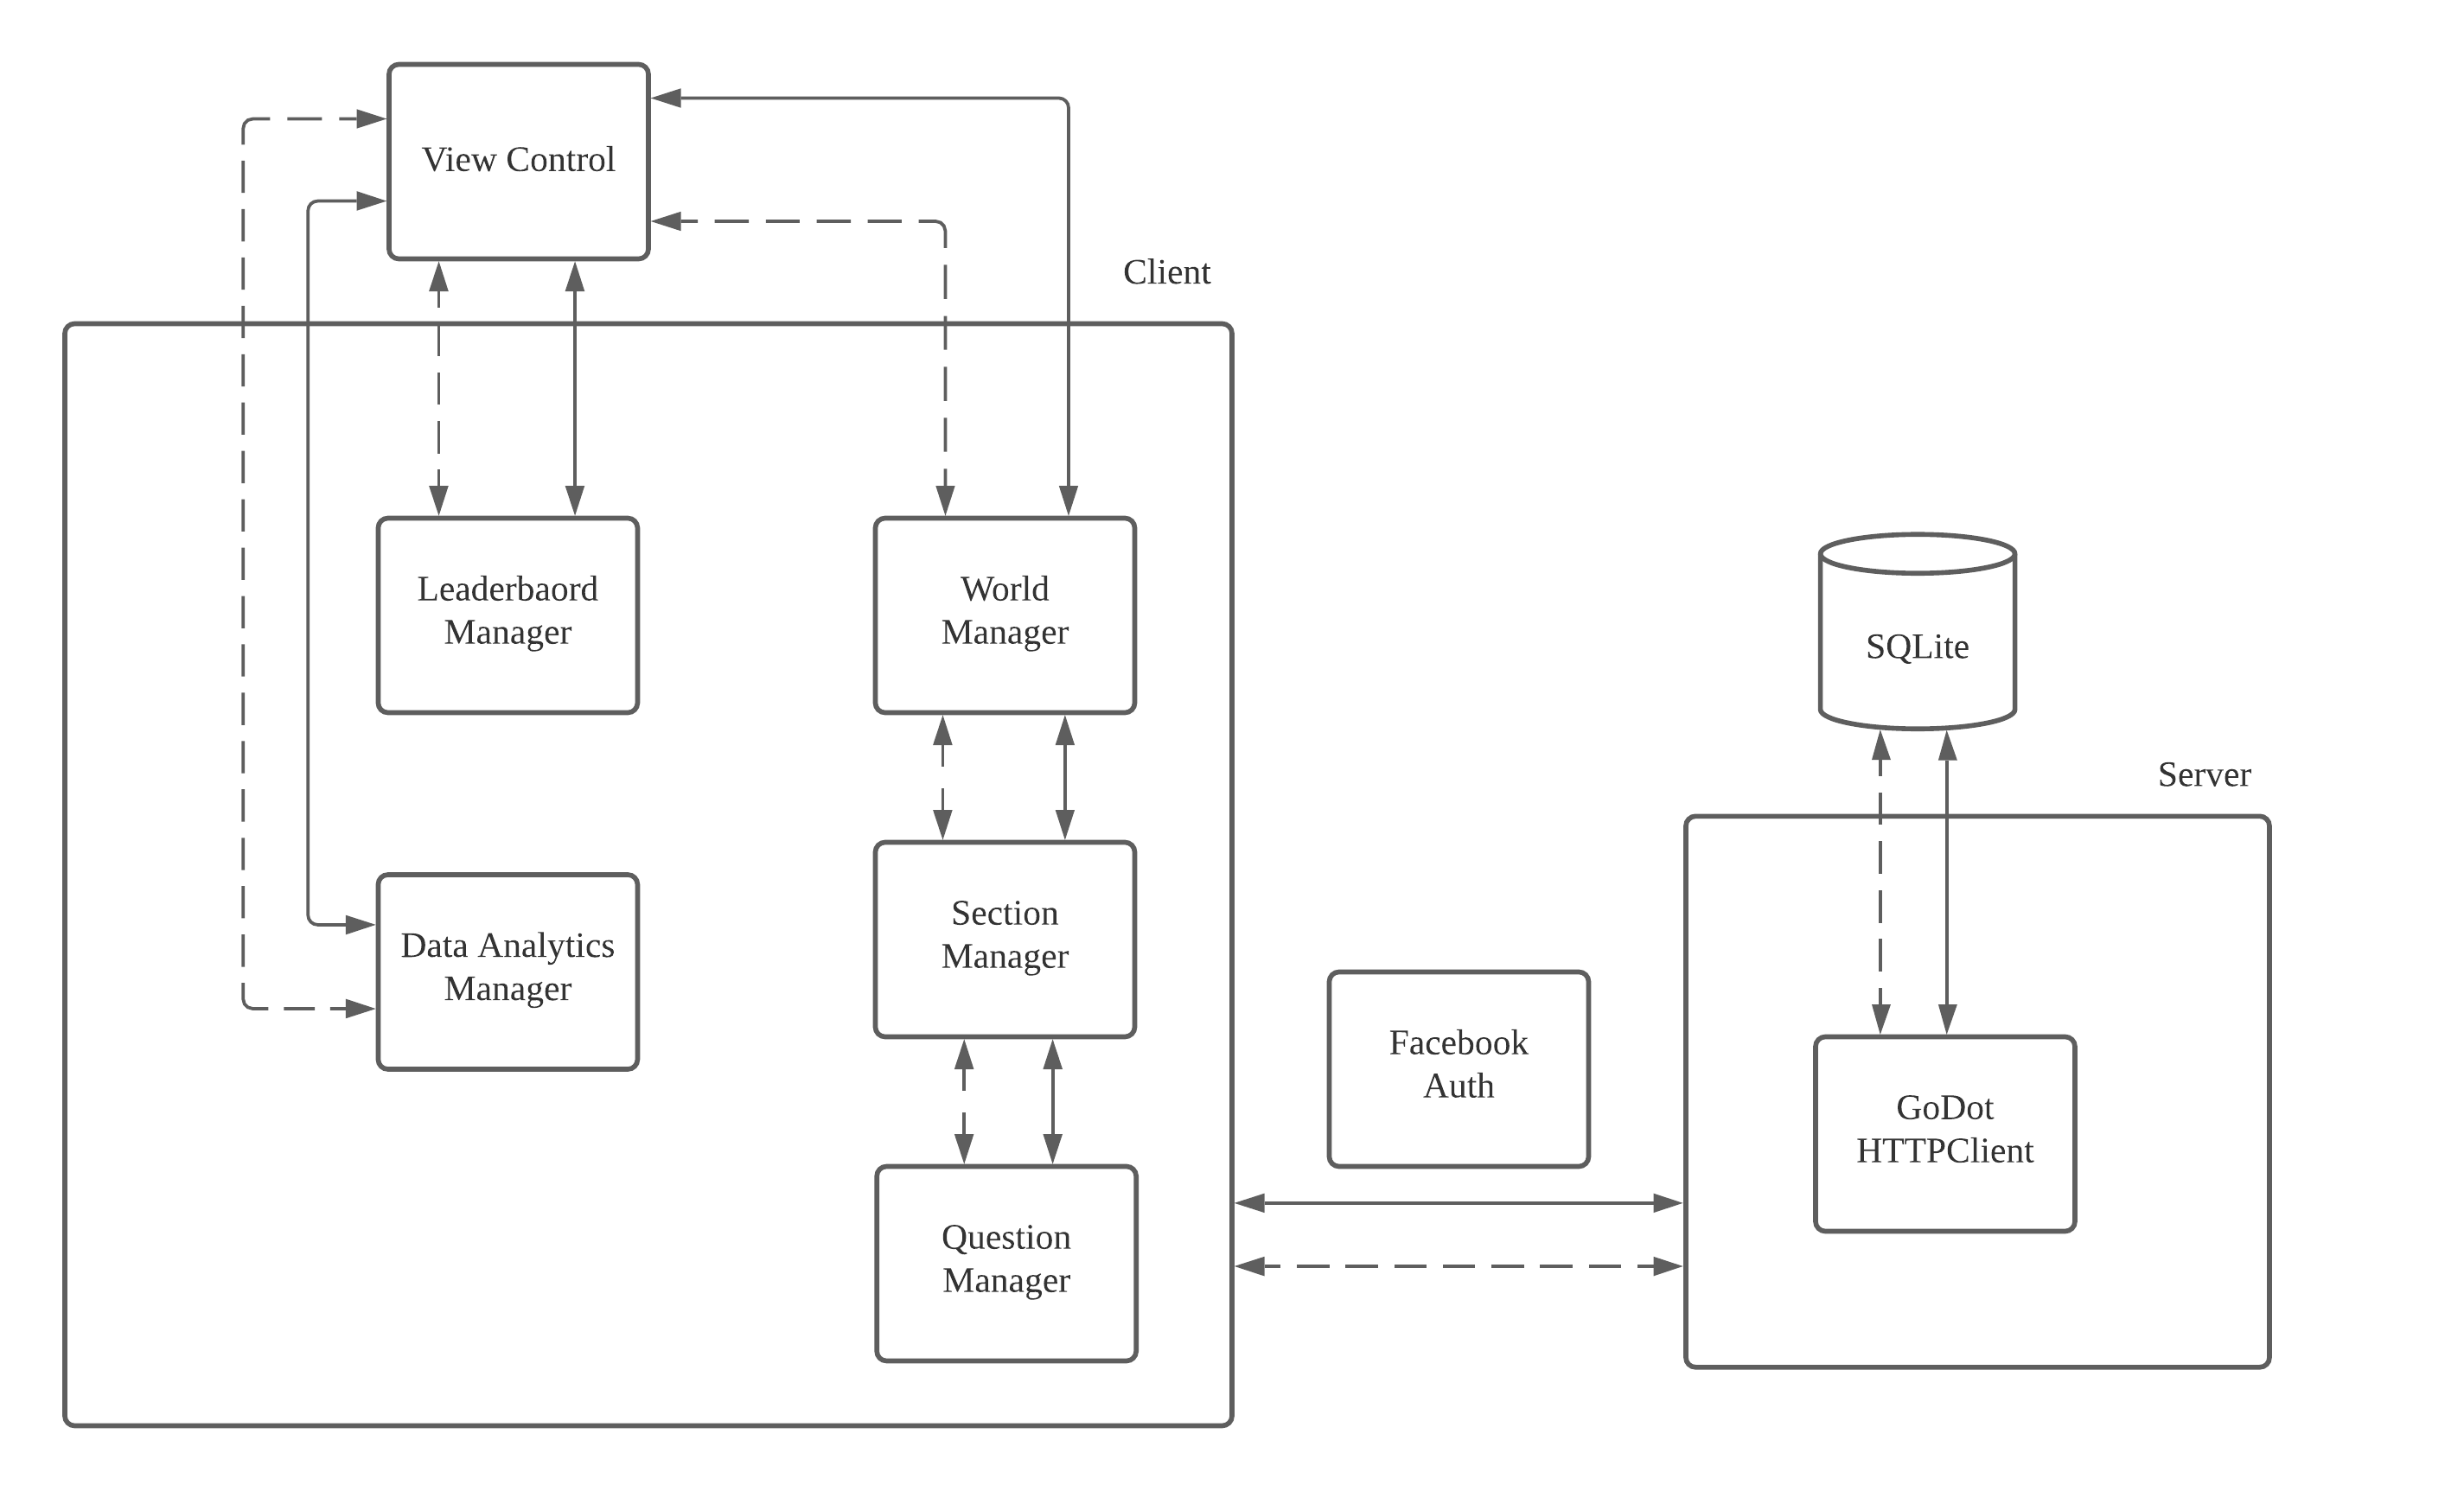 View Control
Client
Leaderbaord
Manager
World
Manager
SQLite
Server
Section
Manager
Data Analytics
Manager
Facebook
Auth
GoDot
HTTPClient
Question
Manager